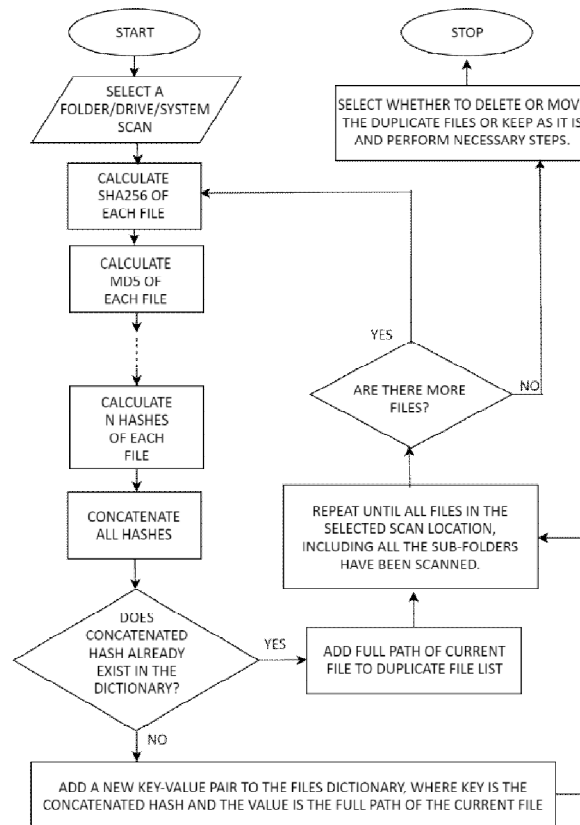 START
SELECT A
FOLDER/DRIVE/SYSTEM
SCAN
CALCULATE
SHA256 OF
EACH FILE
CALCULATE
MD5 OF
EACH FILE
CALCULATE
N HASHES
OF EACH
FILE
CONCATENATE
ALL HASHES
DOES
CONCATENATED
HASH ALREADY
EXIST IN THE
DICTIONARY?
YES
NO
ADD FULL PATH OF CURRENT
FILE TO DUPLICATE FILE LIST
ADD A NEW KEY-VALUE PAIR TO THE FILES DICTIONARY, WHERE KEY IS THE
CONCATENATED HASH AND THE VALUE IS THE FULL PATH OF THE CURRENT FILE
REPEAT UNTIL ALL FILES IN THE
SELECTED SCAN LOCATION,
INCLUDING ALL THE SUB-FOLDERS
HAVE BEEN SCANNED.
ARE THERE MORE
FILES?
YES
NO
SELECT WHETHER TO DELETE OR MOV
THE DUPLICATE FILES OR KEEP AS IT IS
AND PERFORM NECESSARY STEPS.
STOP